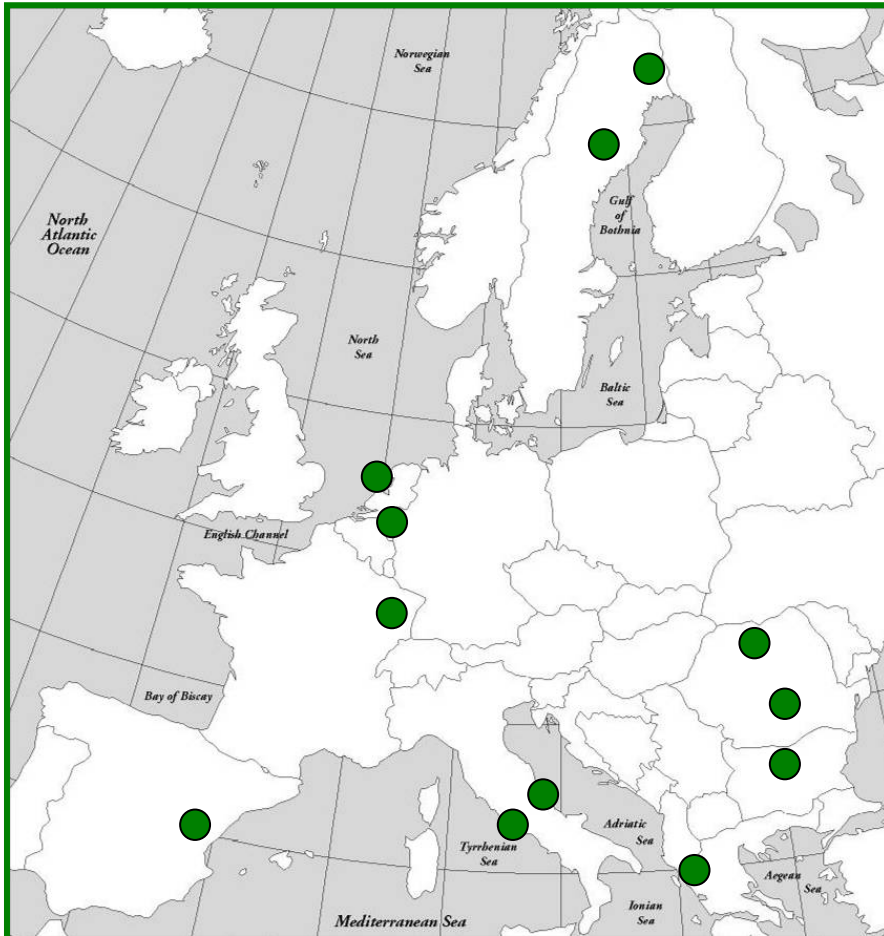 Norwegian
Sea
North
Atlantic
Ocean
Gulf
of
Bothnia
North
Sea
Baltic
Sea
English Channel
Bay of Biscay
Adriatic
Sea
Tyrrhenian
Sea
Aegean
Sea
Ionian
Sea
Mediterranean Sea